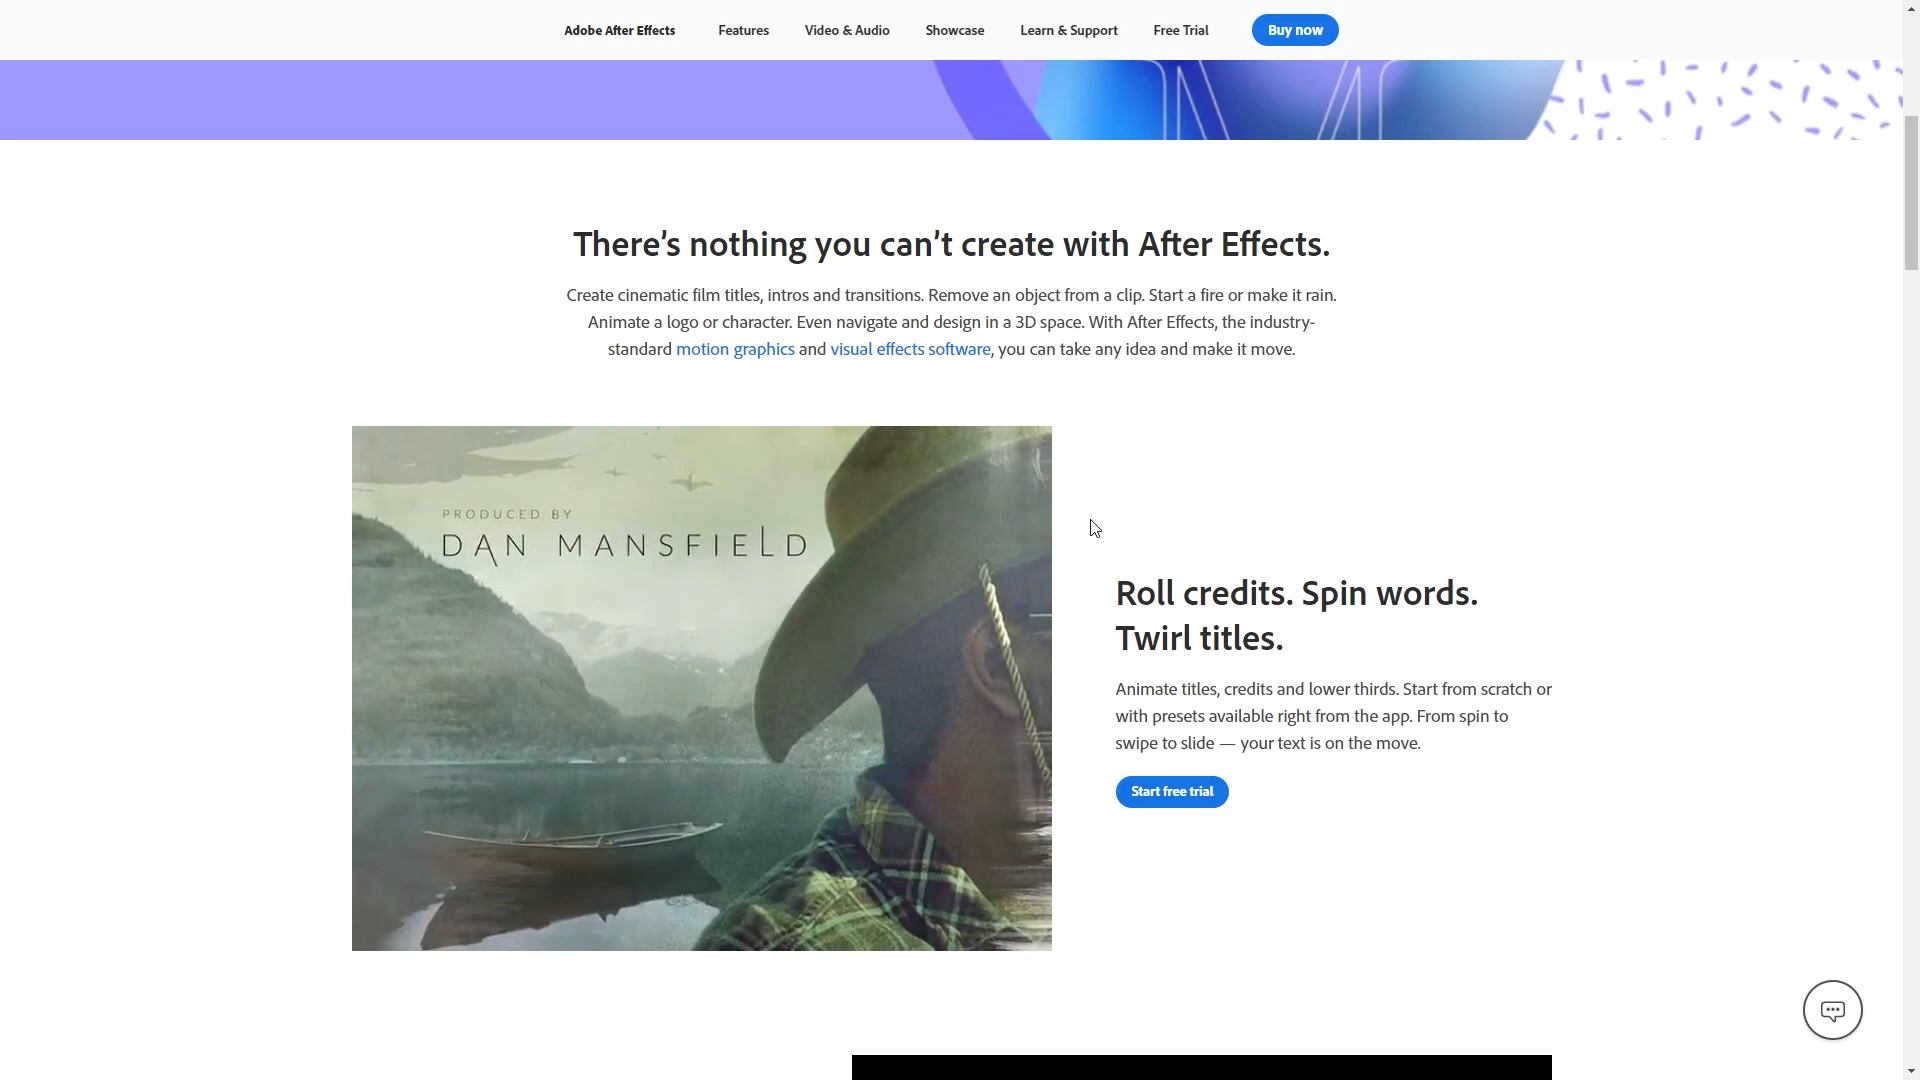 Adobe After Effects
Features
Video & Audio
Showcase
Learn & Support
Free Trial
Buy now
There’s nothing you can’t create with After Effects.
Create cinematic film titles, intros and transitions. Remove an object from a clip. Start a fire or make it rain.
Animate a logo or character. Even navigate and design in a 3D space. With After Effects, the industry-
standard motion graphics and visual effects software, you can take any idea and make it move.
PRODUCED BY
DAN MANSFIELD
Roll credits. Spin words.
Twirl titles.
Animate titles, credits and lower thirds. Start from scratch or
with presets available right from the app. From spin to
swipe to slide — your text is on the move.
Start free trial